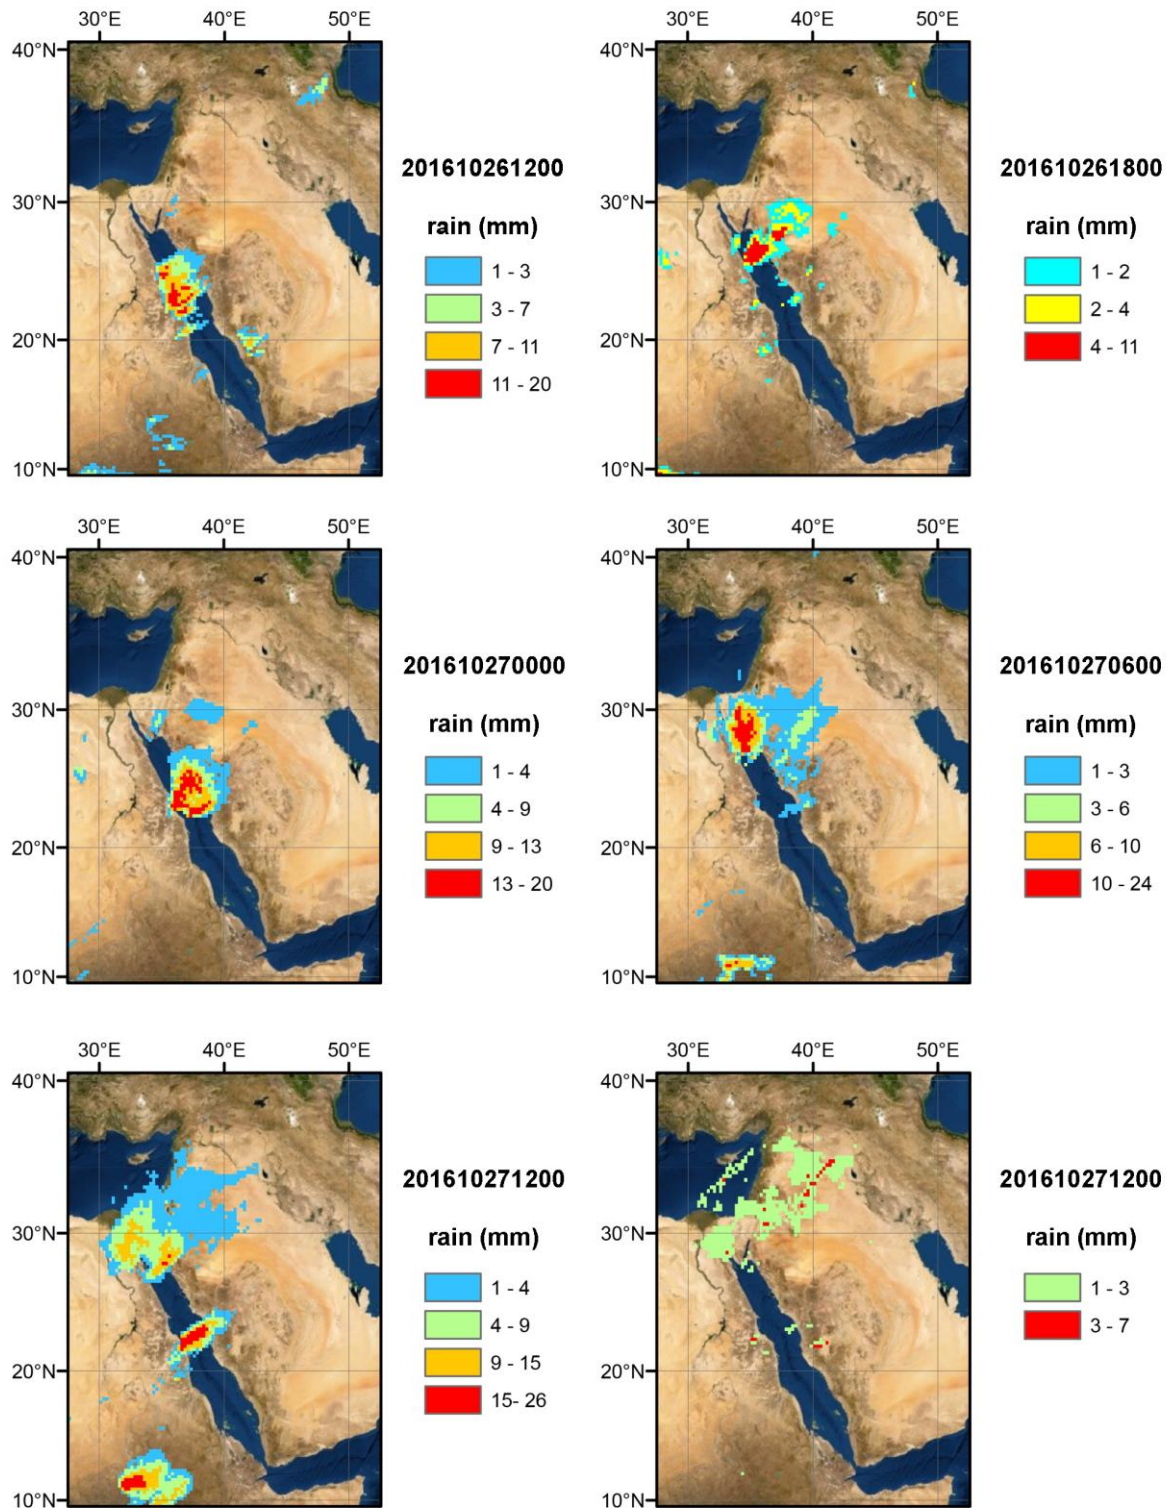 30°E 40°E 50°E
40°N
30°N
20°N
10°N
201610261200
rain (mm)
1 - 3
3 - 7
7 - 11
11 - 20
30°E 40°E 50°E
40°N
30°N
20°N
10°N
201610261800
rain (mm)
1 - 2
2 - 4
4 - 11
30°E 40°E 50°E
40°N
30°N
20°N
10°N
201610270000
rain (mm)
1 - 4
4 - 9
9 - 13
13 - 20
30°E 40°E 50°E
40°N
30°N
20°N
10°N
201610270600
rain (mm)
1 - 3
3 - 6
6 - 10
10 - 24
30°E 40°E 50°E
40°N
30°N
20°N
10°N
201610271200
rain (mm)
1 - 4
4 - 9
9 - 15
15- 26
30°E 40°E 50°E
40°N
30°N
20°N
10°N
201610271200
rain (mm)
1 - 3
3 - 7